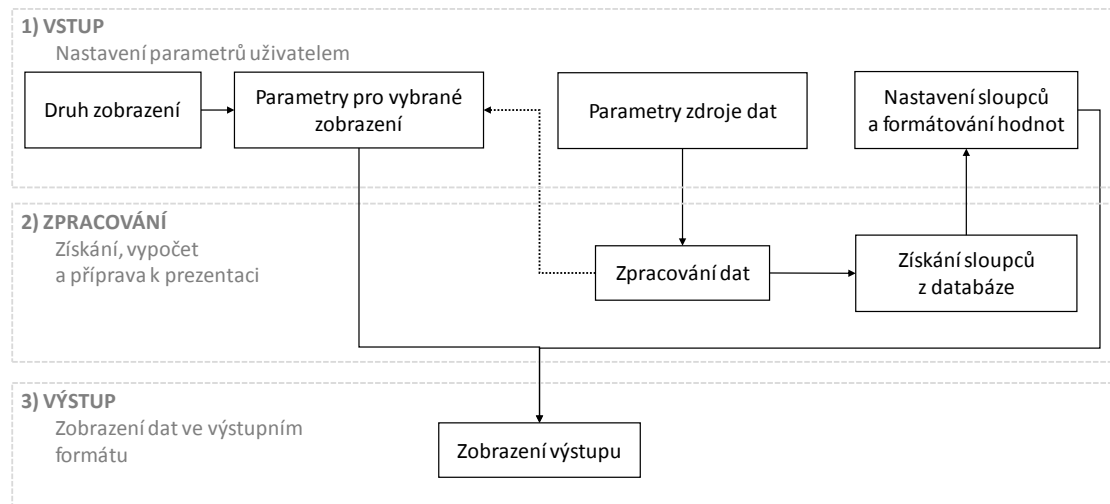 1) VSTUP
Nastavení parametrů uživatelem
Druh zobrazení
Parametry pro vybrané
zobrazení
Parametry zdroje dat
Nastavení sloupců
a formátování hodnot
2) ZPRACOVÁNÍ
Získání, vypočet
a příprava k prezentaci
Zpracování dat
Získání sloupců
z databáze
3) VÝSTUP
Zobrazení dat ve výstupním
formátu
Zobrazení výstupu